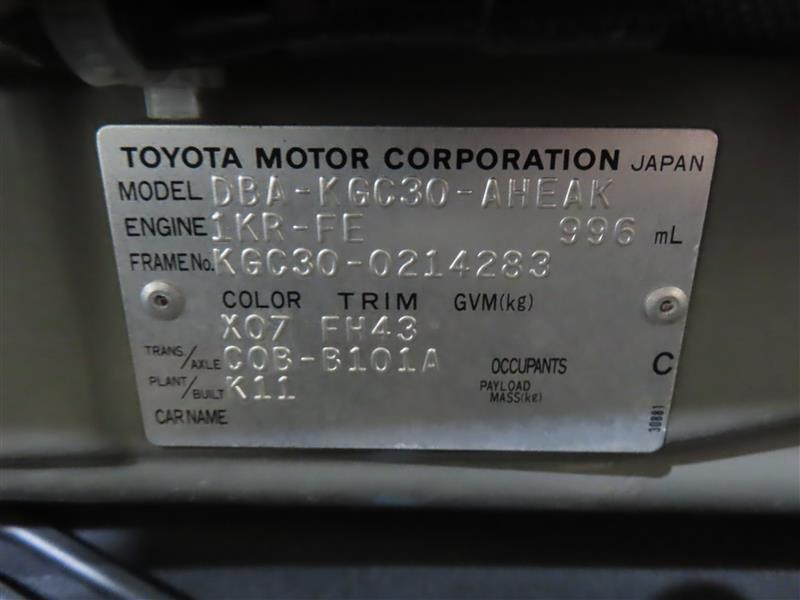 TOYOTA MOTOR CORPORATION JAPAN
MODEL DBA-KGC30-AHEAK
ENGINE 1KR-FE 996 mL
FRAME No. KGC30-0214283
COLOR TRIM GVM(kg)
X07 FH43
TRANS./AXLE C0B-B101A OCCUPANTS C
PLANT/BUILT K11 PAYLOAD MASS(kg)
CAR NAME
30881